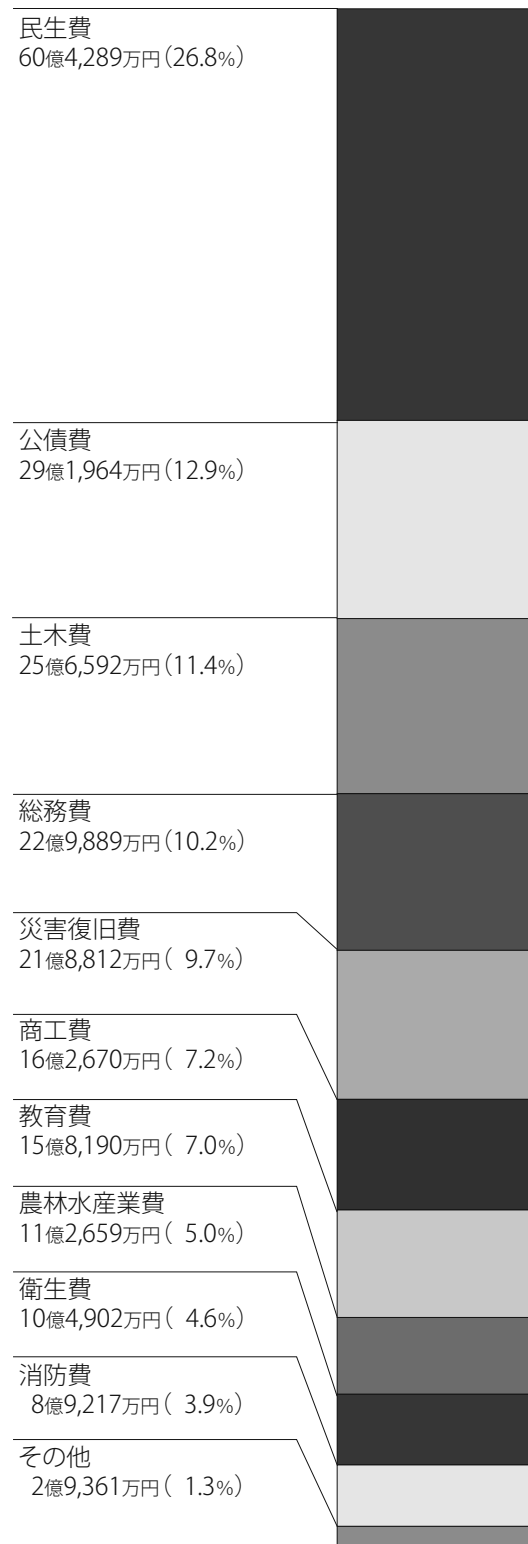 民生費
60億4,289万円（26.8%）
公債費
29億1,964万円（12.9%）
土木費
25億6,592万円（11.4%）
総務費
22億9,889万円（10.2%）
災害復旧費
21億8,812万円（ 9.7%）
商工費
16億2,670万円（ 7.2%）
教育費
15億8,190万円（ 7.0%）
農林水産業費
11億2,659万円（ 5.0%）
衛生費
10億4,902万円（ 4.6%）
消防費
8億9,217万円（ 3.9%）
その他
2億9,361万円（ 1.3%）